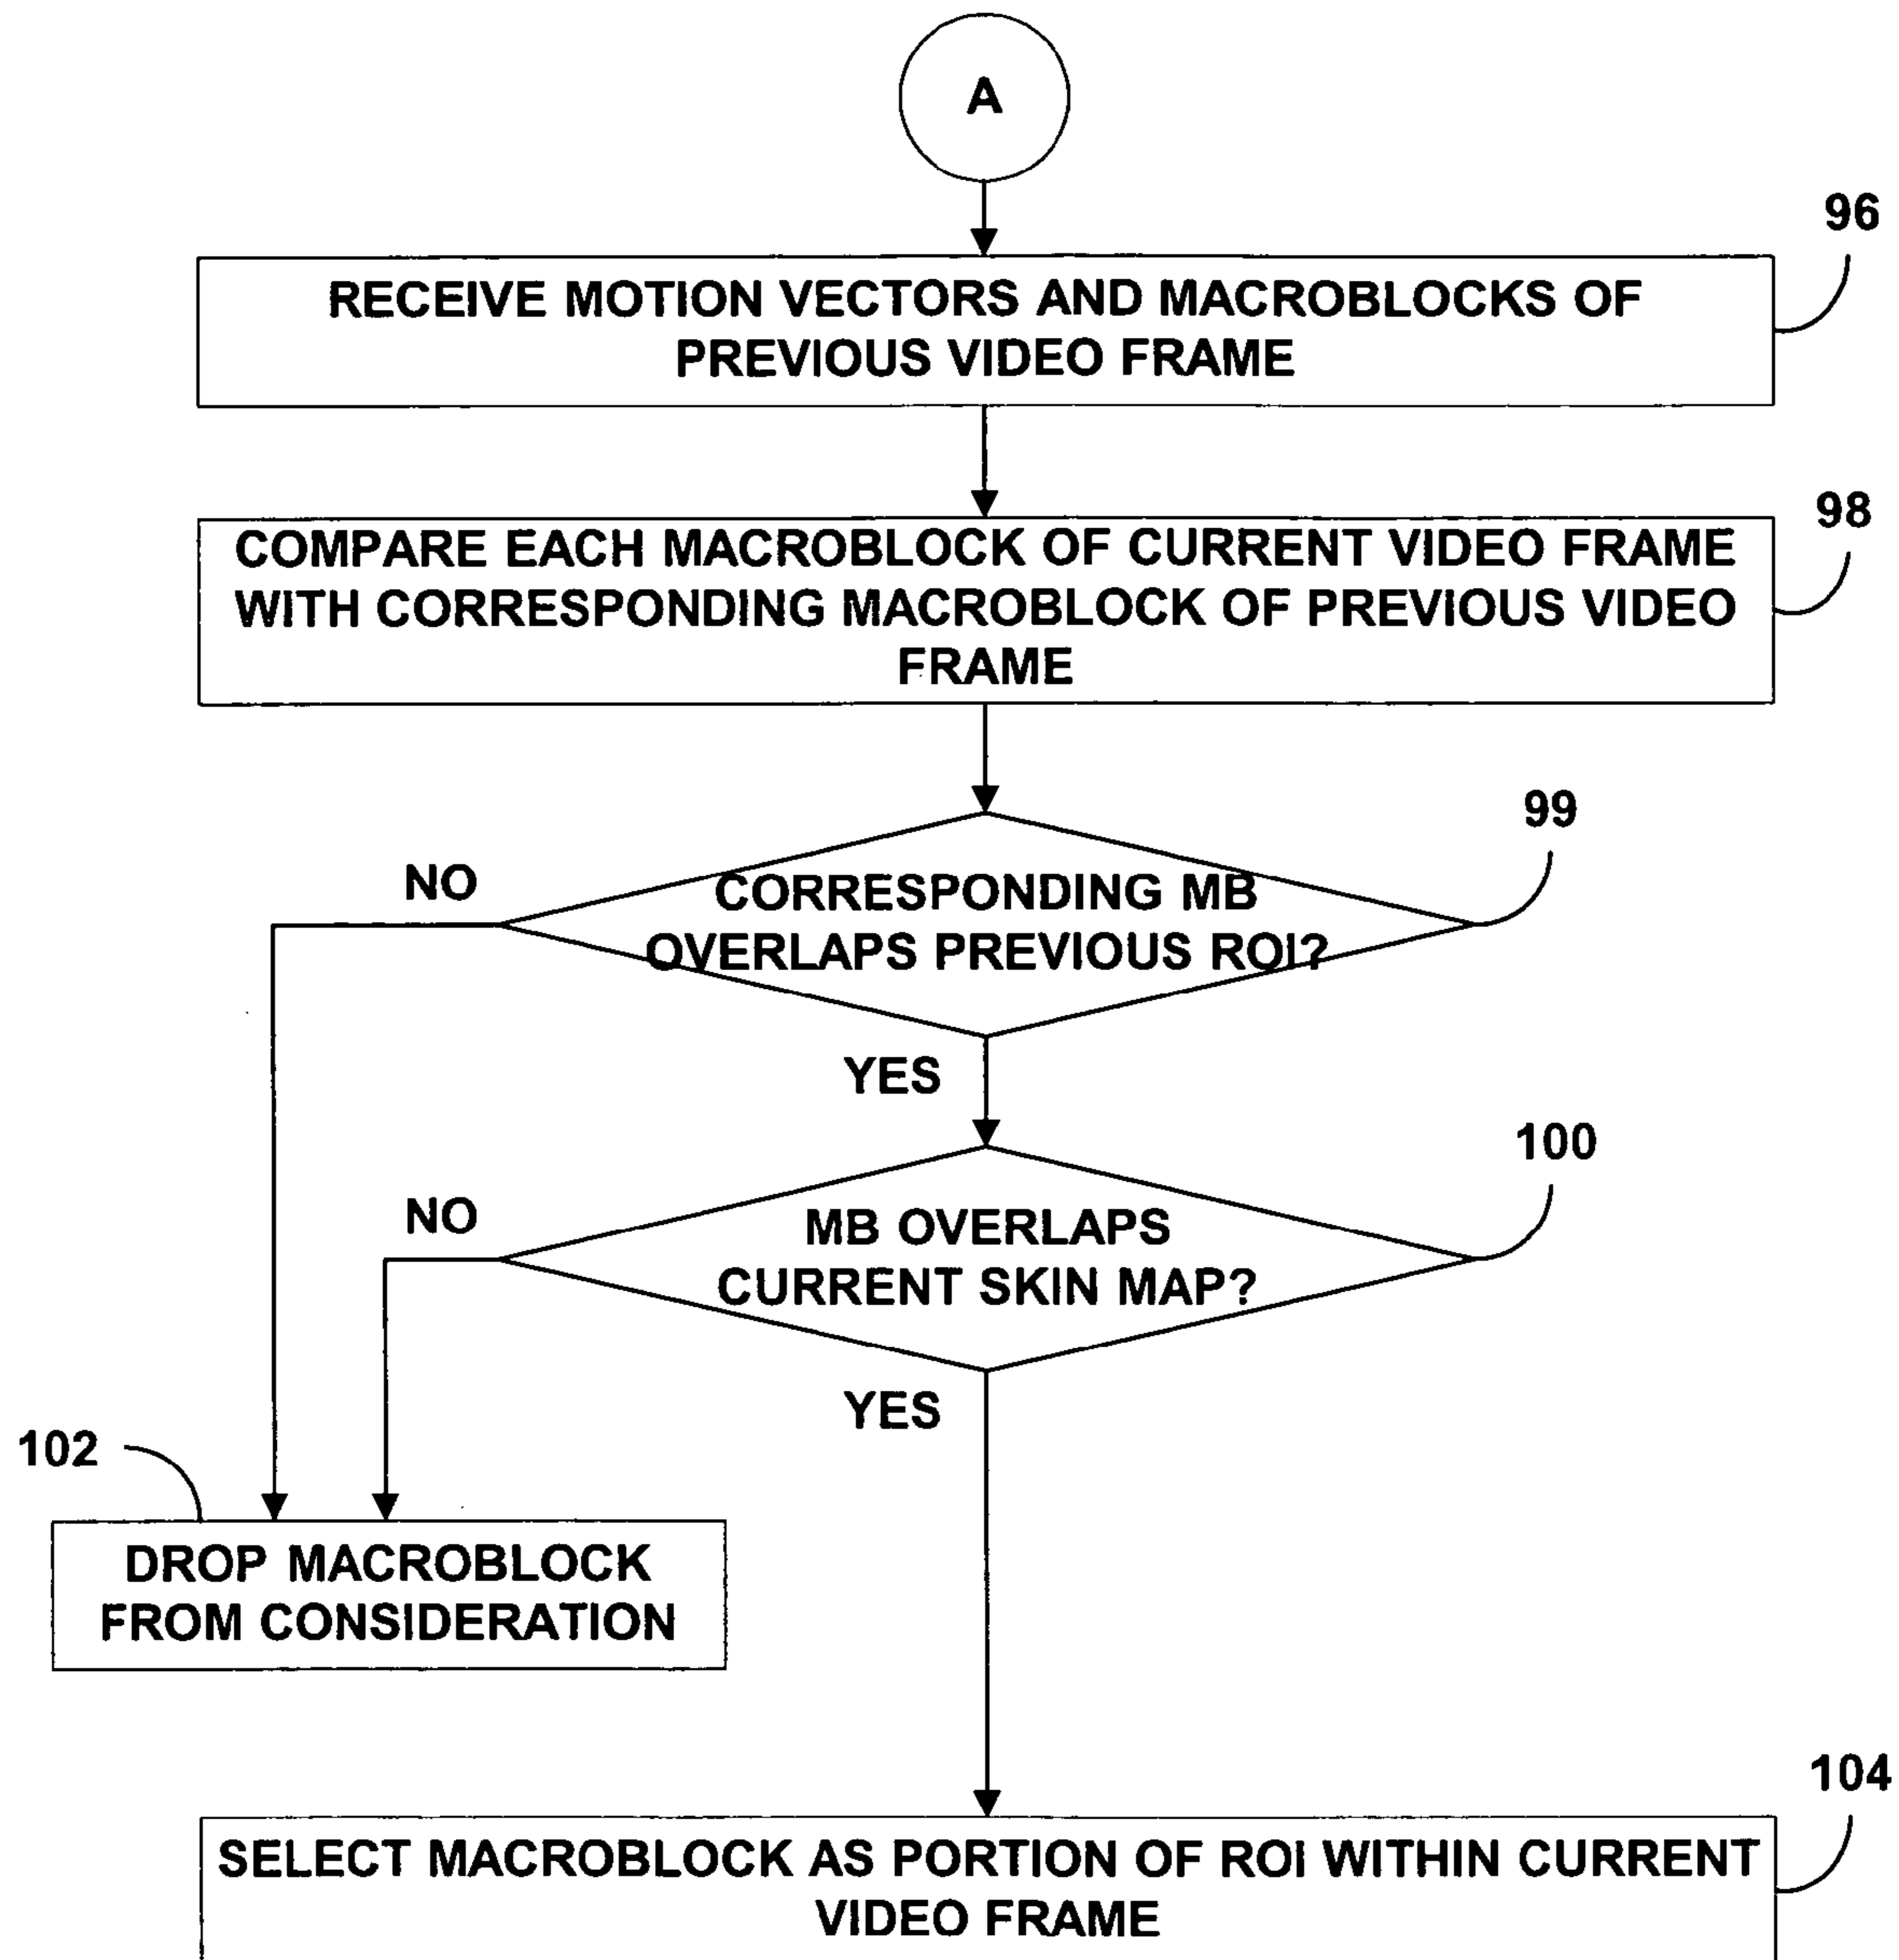 A
96
RECEIVE MOTION VECTORS AND MACROBLOCKS OF
PREVIOUS VIDEO FRAME
98
COMPARE EACH MACROBLOCK OF CURRENT VIDEO FRAME
WITH CORRESPONDING MACROBLOCK OF PREVIOUS VIDEO
FRAME
99
NO
CORRESPONDING MB
OVERLAPS PREVIOUS ROI?
YES
100
NO
MB OVERLAPS
CURRENT SKIN MAP?
YES
102
DROP MACROBLOCK
FROM CONSIDERATION
104
SELECT MACROBLOCK AS PORTION OF ROI WITHIN CURRENT
VIDEO FRAME